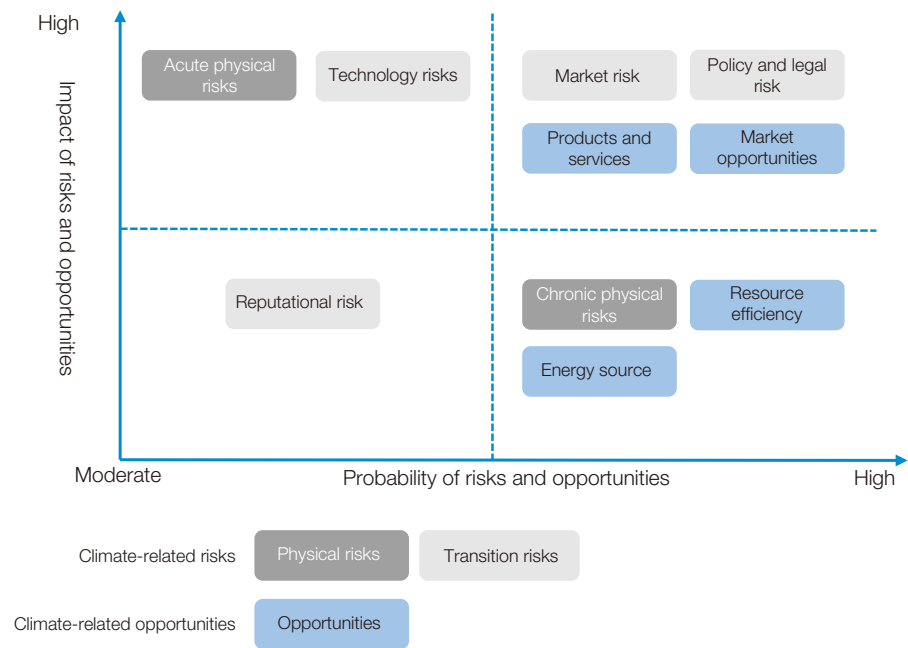 High
Impact of risks and opportunities
Acute physical
risks
Technology risks
Market risk
Policy and legal
risk
Products and
services
Market
opportunities
Reputational risk
Chronic physical
risks
Resource
efficiency
Energy source
Moderate
Probability of risks and opportunities
High
Climate-related risks
Physical risks
Transition risks
Climate-related opportunities
Opportunities